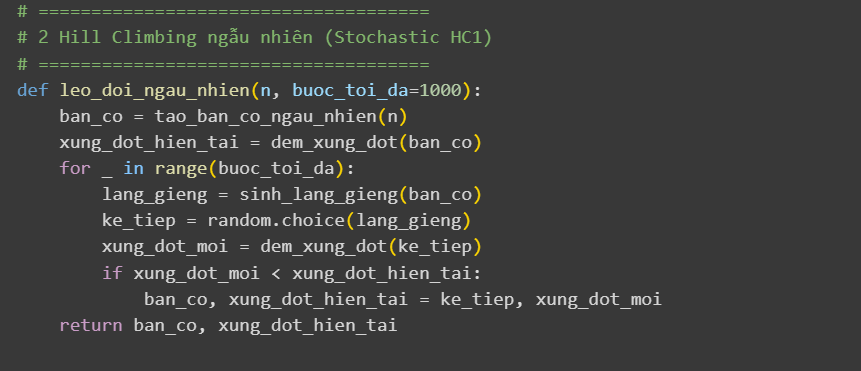 # =====================================
# 2 Hill Climbing ngẫu nhiên (Stochastic HC1)
# =====================================
def leo_doi_ngau_nhien(n, buoc_toi_da=1000):
    ban_co = tao_ban_co_ngau_nhien(n)
    xung_dot_hien_tai = dem_xung_dot(ban_co)
    for _ in range(buoc_toi_da):
        lang_gieng = sinh_lang_gieng(ban_co)
        ke_tiep = random.choice(lang_gieng)
        xung_dot_moi = dem_xung_dot(ke_tiep)
        if xung_dot_moi < xung_dot_hien_tai:
            ban_co, xung_dot_hien_tai = ke_tiep, xung_dot_moi
    return ban_co, xung_dot_hien_tai